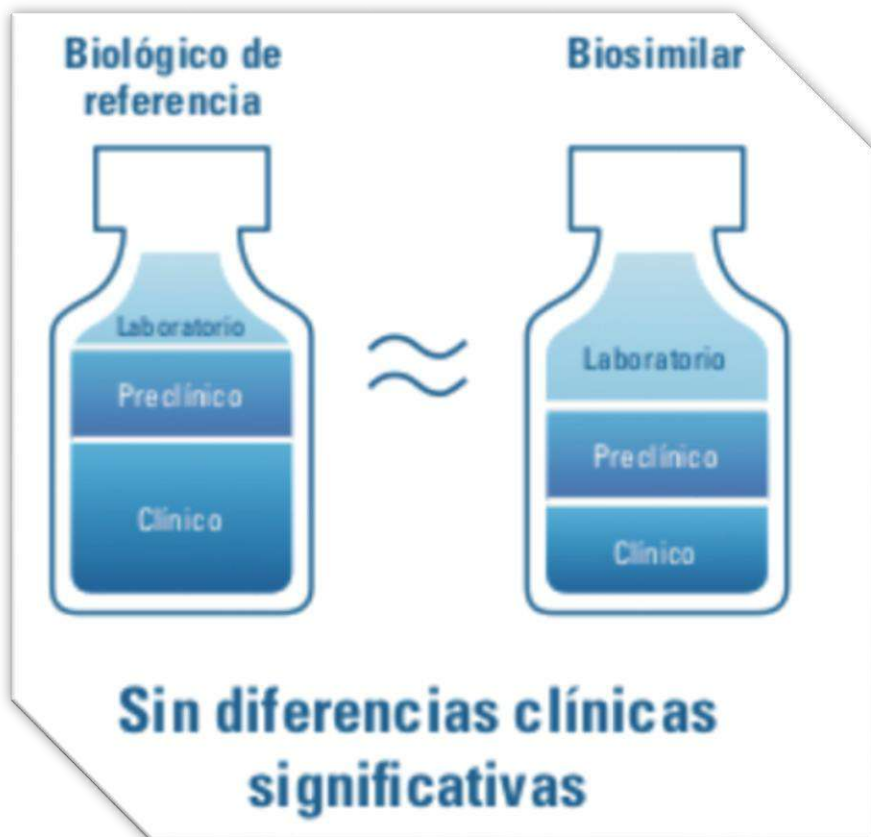 Biológico de
referencia
Biosimilar
Laboratorio
Preclínico
Clínico
Laboratorio
Preclínico
Clínico
Sin diferencias clínicas
significativas